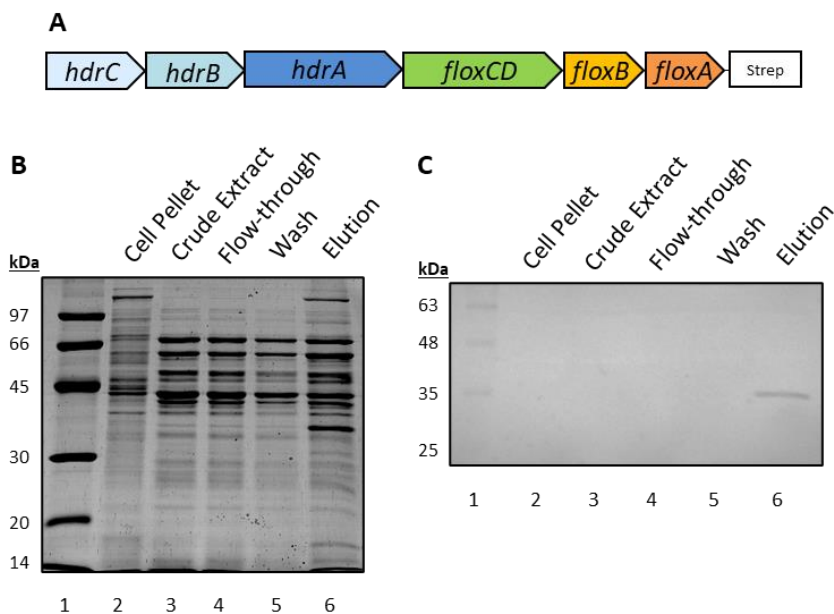 A
hdrC hdrB hdrA floxCD floxB floxA Strep
B
Cell Pellet
Crude Extract
Flow-through
Wash
Elution
kDa
97
66
45
30
20
14
1 2 3 4 5 6
C
Cell Pellet
Crude Extract
Flow-through
Wash
Elution
kDa
63
48
35
25
1 2 3 4 5 6